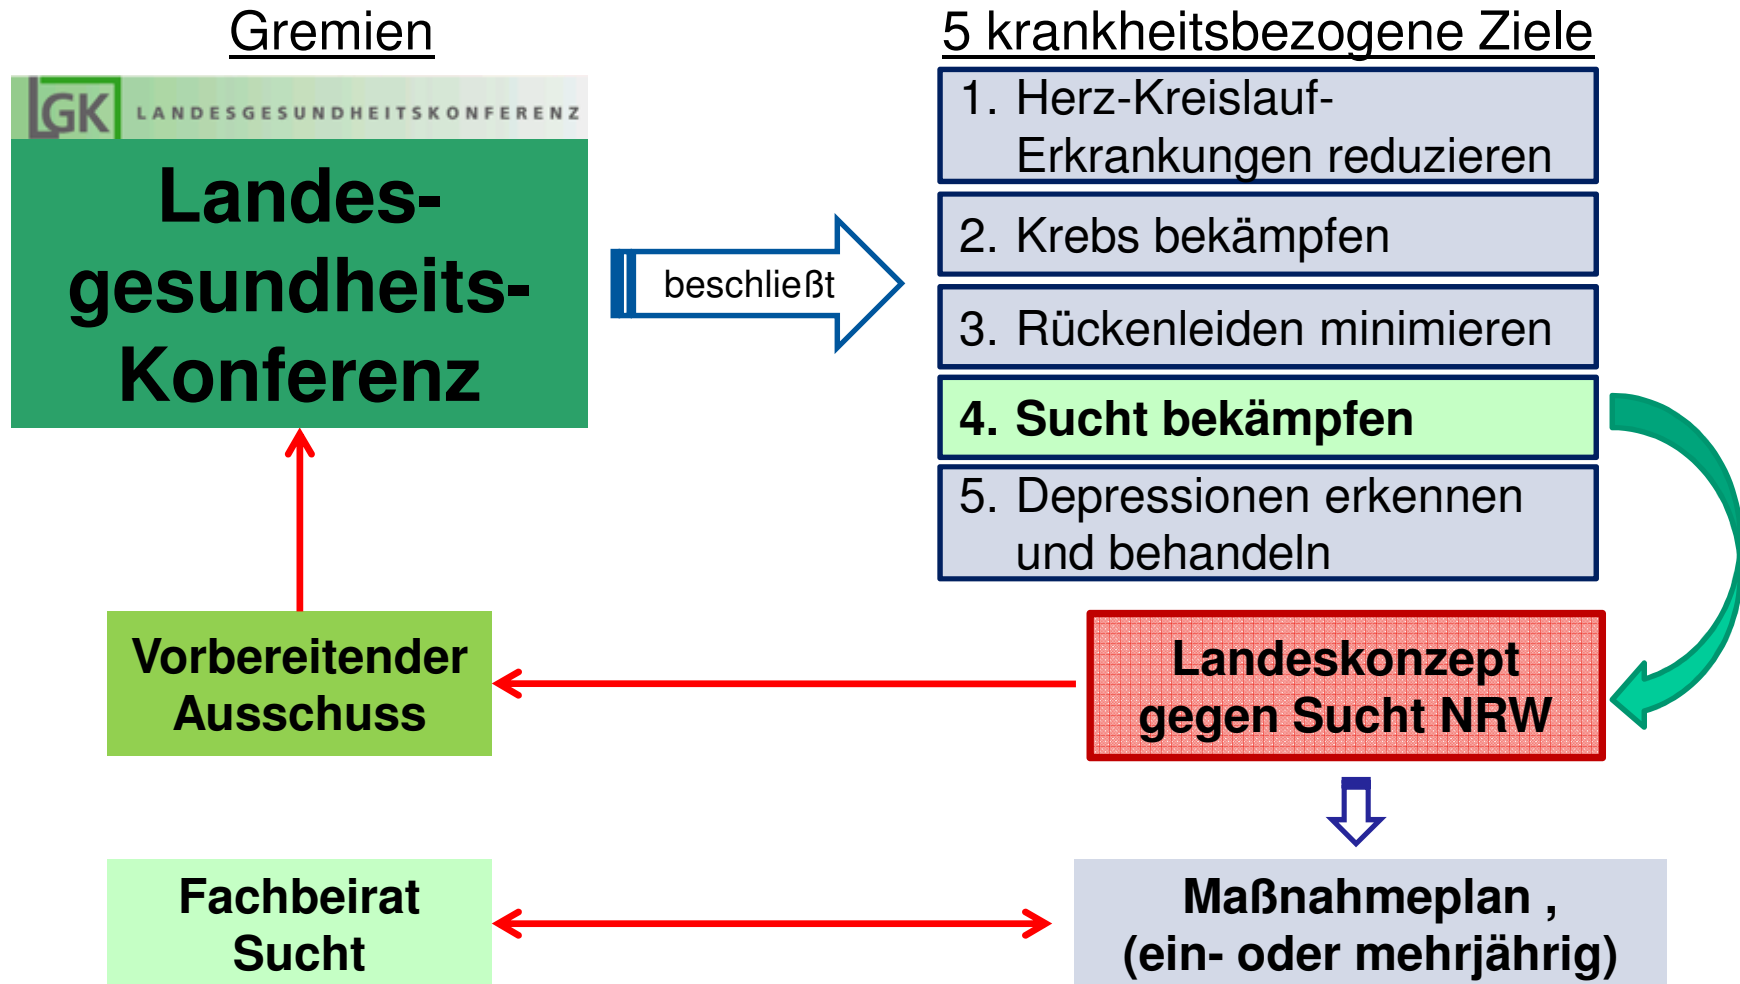 Gremien
LGK LANDESGESUNDHEITSKONFERENZ
Landes-
gesundheits-
Konferenz
beschließt
5 krankheitsbezogene Ziele
1. Herz-Kreislauf-
Erkrankungen reduzieren
2. Krebs bekämpfen
3. Rückenleiden minimieren
4. Sucht bekämpfen
5. Depressionen erkennen
und behandeln
Vorbereitender
Ausschuss
Landeskonzept
gegen Sucht NRW
Fachbeirat
Sucht
Maßnahmeplan ,
(ein- oder mehrjährig)